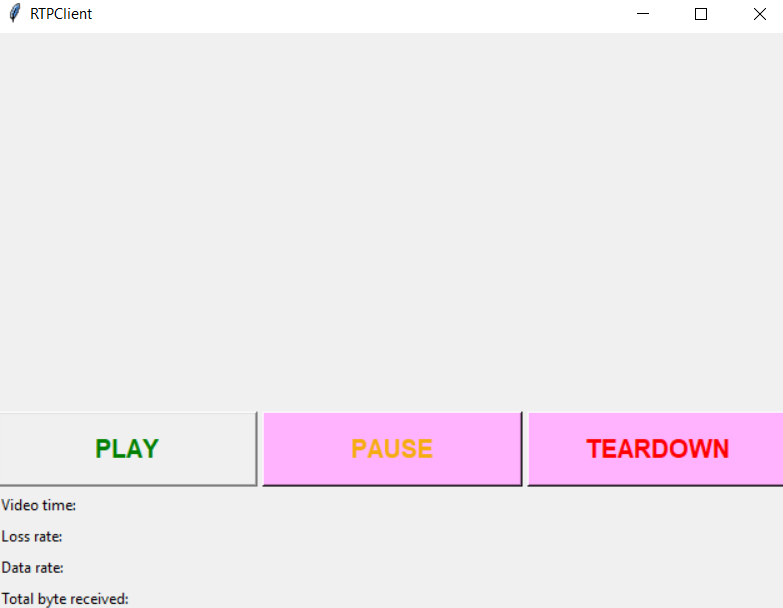 RTPClient
PLAY PAUSE TEARDOWN
Video time:
Loss rate:
Data rate:
Total byte received: